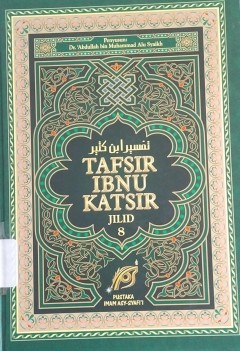 Penyusun:
Dr. 'Abdullah bin Muhammad Alu Syaikh
تفسير ابن كثير
TAFSIR
IBNU
KATSIR
JILID
8
PUSTAKA
IMAM ASY-SYAFI'I